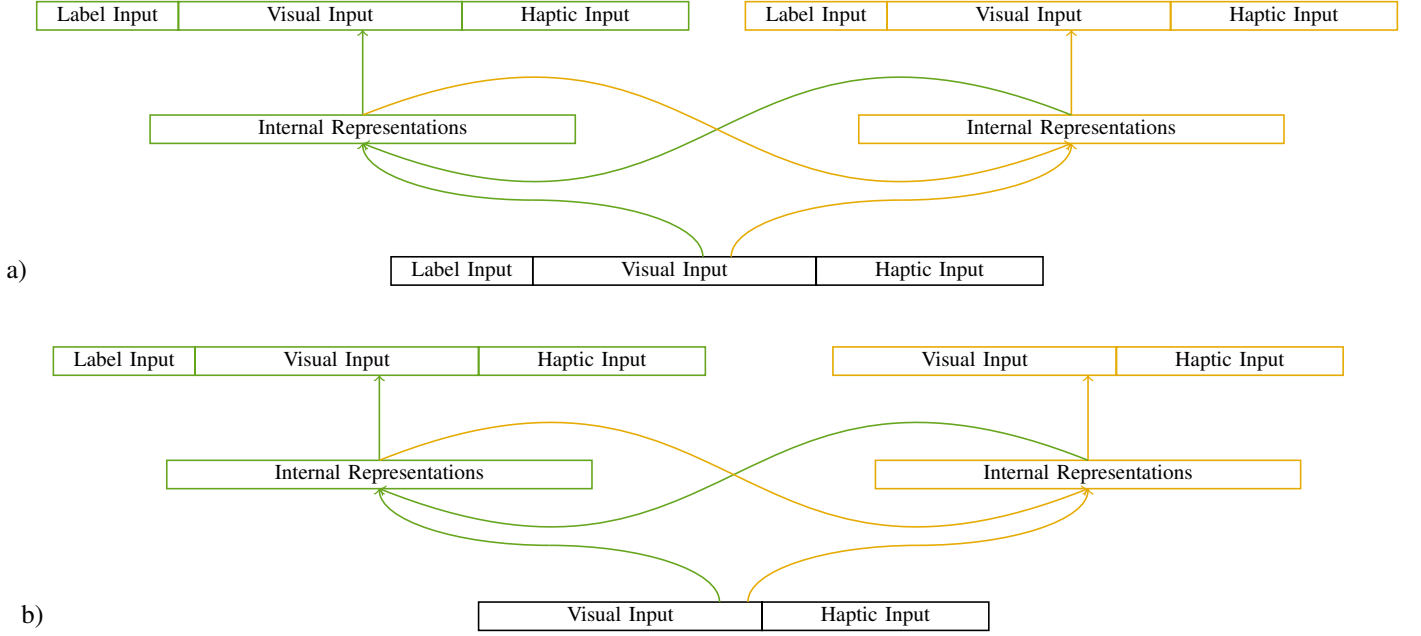 Label Input Visual Input Haptic Input Label Input Visual Input Haptic Input
Internal Representations Internal Representations
a) Label Input Visual Input Haptic Input
Label Input Visual Input Haptic Input Visual Input Haptic Input
Internal Representations Internal Representations
b) Visual Input Haptic Input